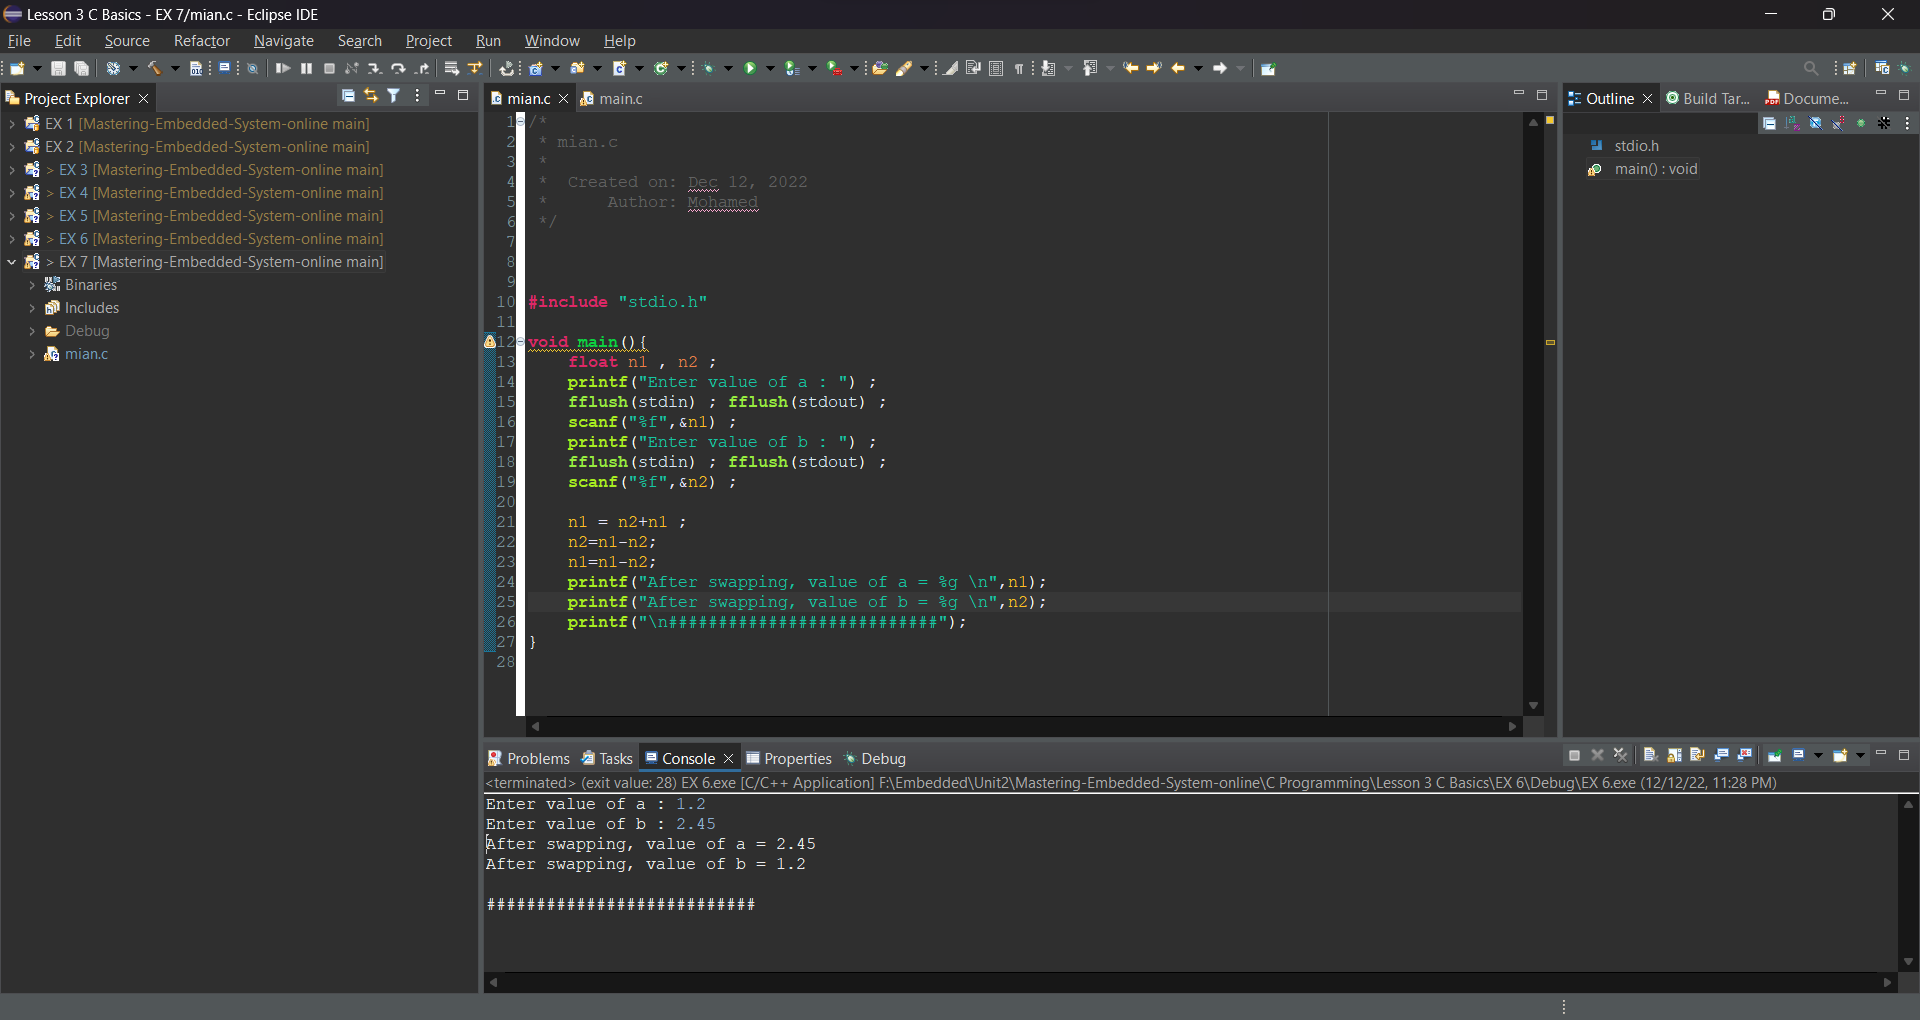 Lesson 3 C Basics - EX 7/mian.c - Eclipse IDE
File Edit Source Refactor Navigate Search Project Run Window Help
Project Explorer
EX 1 [Mastering-Embedded-System-online main]
EX 2 [Mastering-Embedded-System-online main]
> EX 3 [Mastering-Embedded-System-online main]
> EX 4 [Mastering-Embedded-System-online main]
> EX 5 [Mastering-Embedded-System-online main]
> EX 6 [Mastering-Embedded-System-online main]
> EX 7 [Mastering-Embedded-System-online main]
Binaries
Includes
Debug
mian.c
mian.c main.c
1 /*
2 * mian.c
3 *
4 * Created on: Dec 12, 2022
5 * Author: Mohamed
6 */
7
8
9
10 #include "stdio.h"
11
12 void main(){
13 float n1 , n2 ;
14 printf("Enter value of a : ") ;
15 fflush(stdin) ; fflush(stdout) ;
16 scanf("%f",&n1) ;
17 printf("Enter value of b : ") ;
18 fflush(stdin) ; fflush(stdout) ;
19 scanf("%f",&n2) ;
20
21 n1 = n2+n1 ;
22 n2=n1-n2;
23 n1=n1-n2;
24 printf("After swapping, value of a = %g \n",n1);
25 printf("After swapping, value of b = %g \n",n2);
26 printf("\n###########################");
27 }
28
Outline Build Tar... Docume...
stdio.h
main() : void
Problems Tasks Console Properties Debug
<terminated> (exit value: 28) EX 6.exe [C/C++ Application] F:\Embedded\Unit2\Mastering-Embedded-System-online\C Programming\Lesson 3 C Basics\EX 6\Debug\EX 6.exe (12/12/22, 11:28 PM)
Enter value of a : 1.2
Enter value of b : 2.45
After swapping, value of a = 2.45
After swapping, value of b = 1.2
###########################